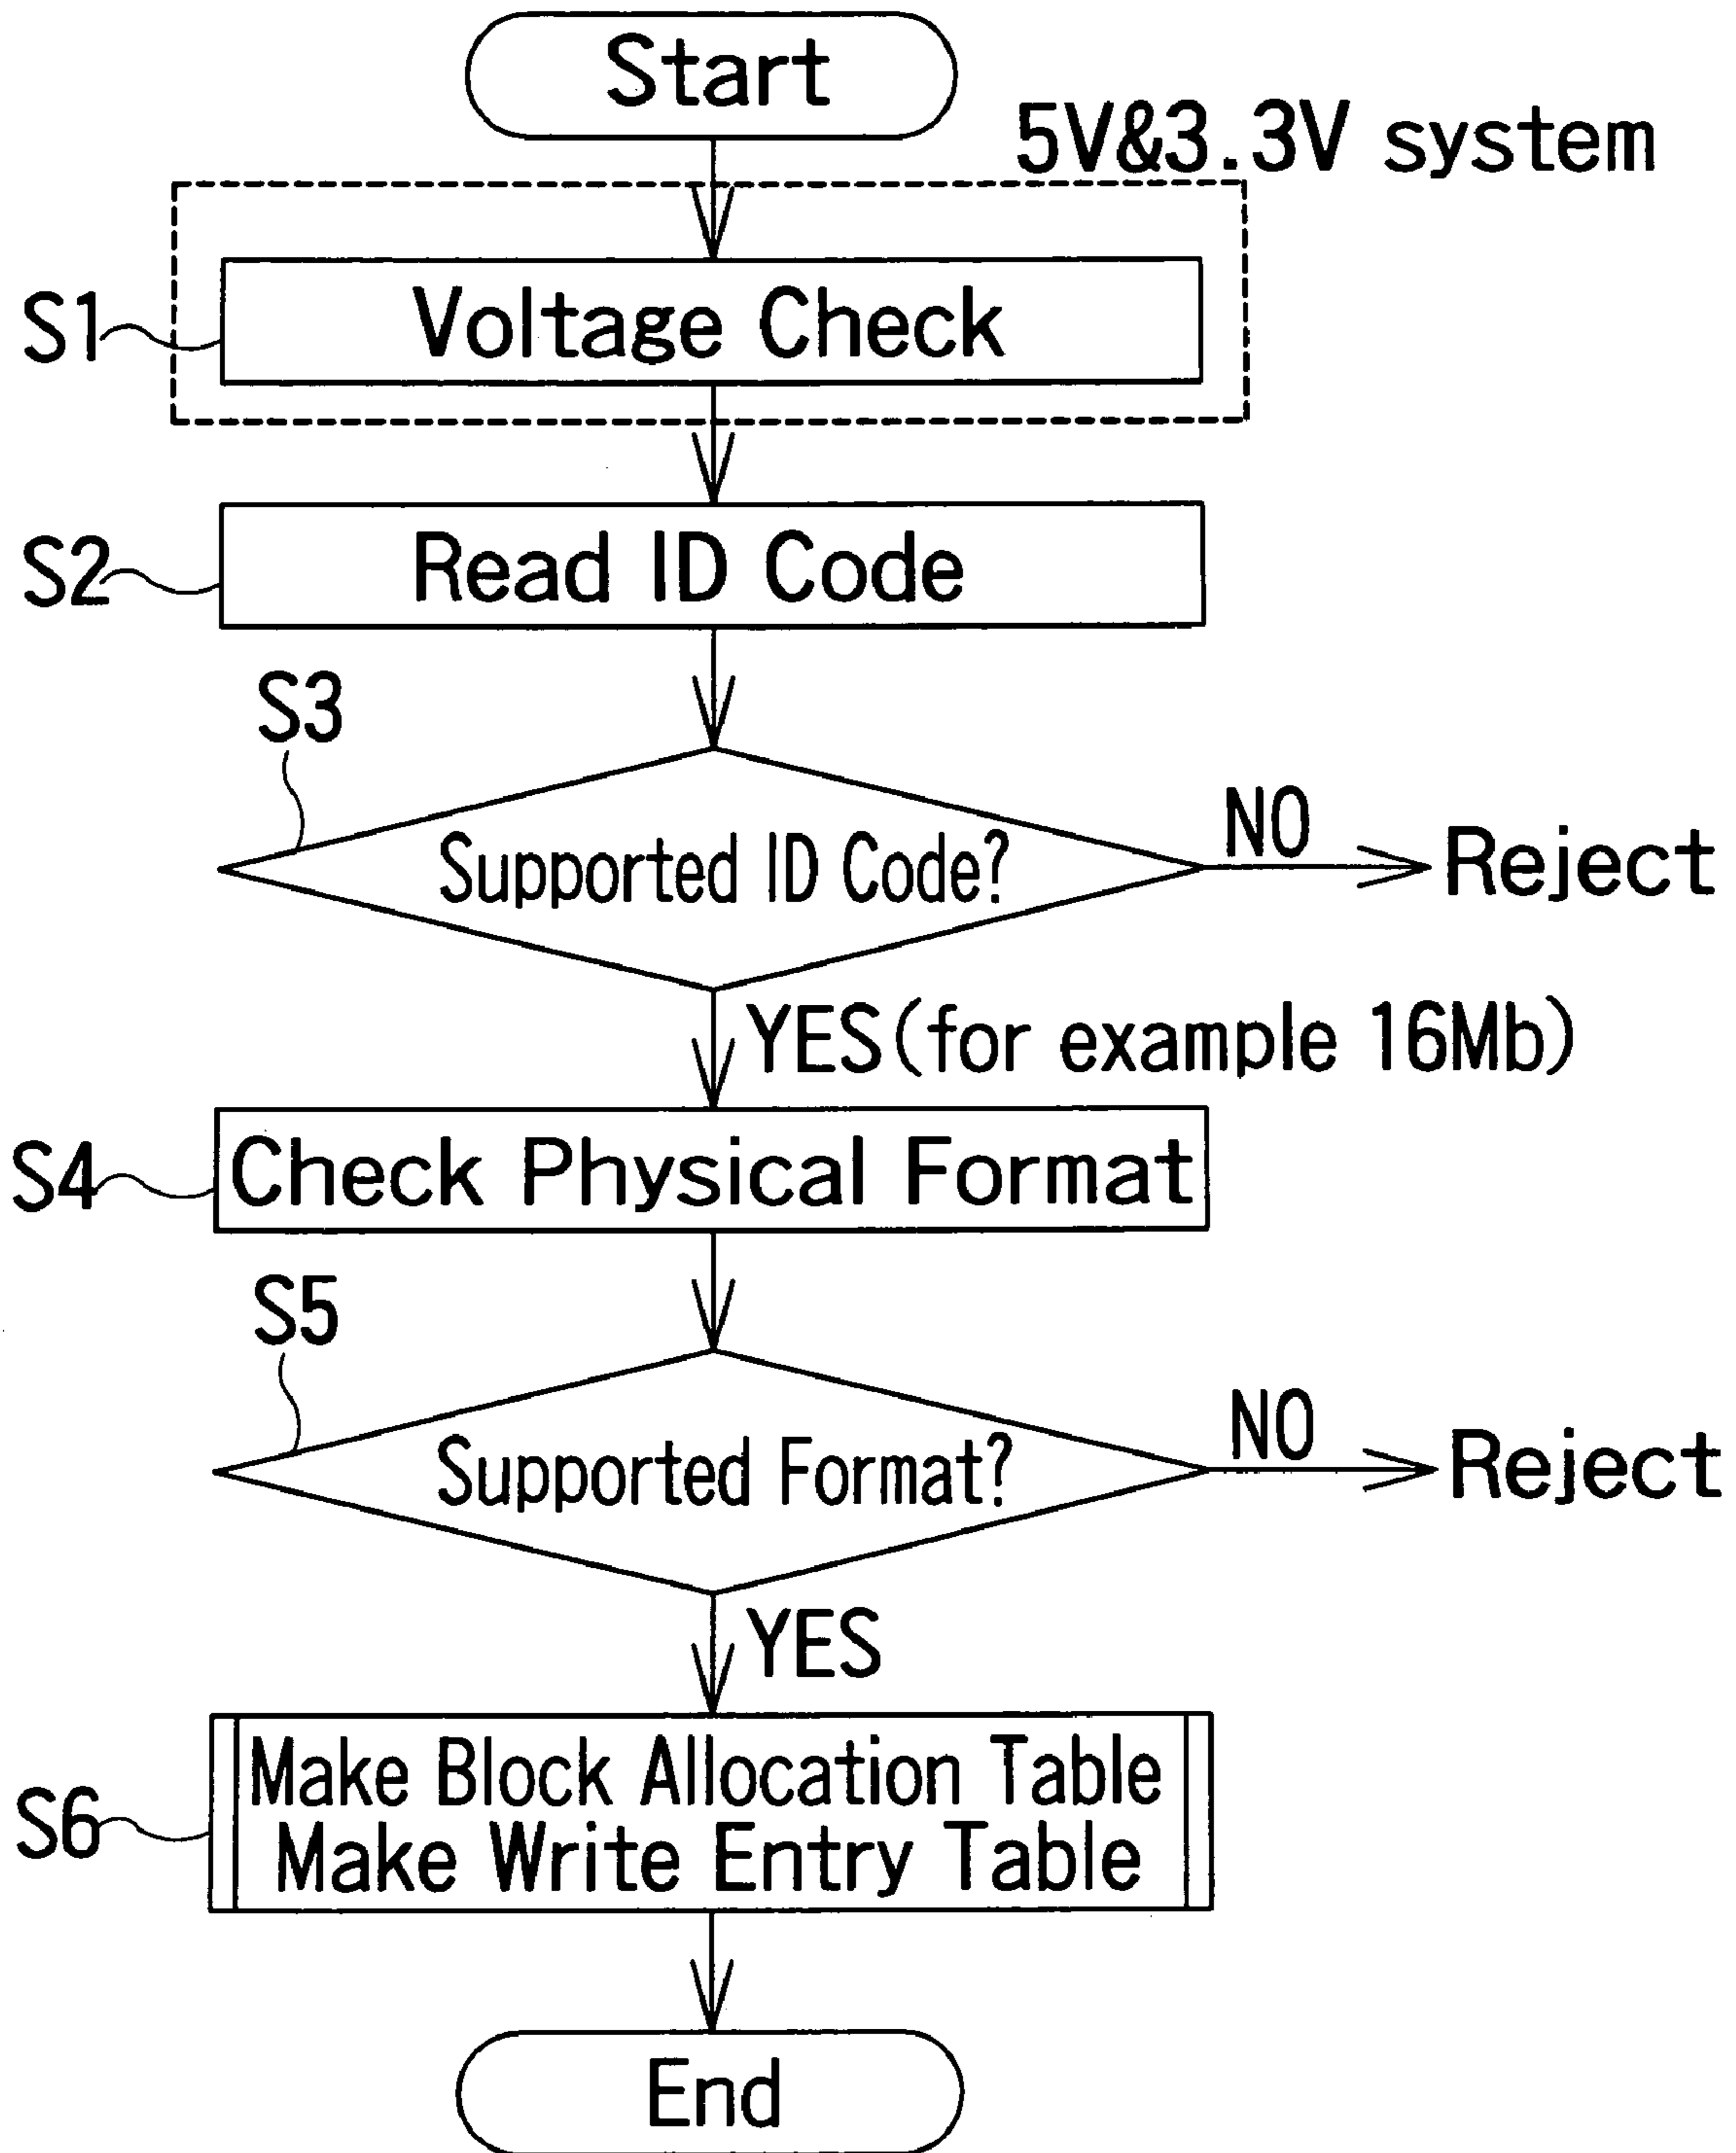 Start
5V&3.3V system
S1
Voltage Check
S2
Read ID Code
S3
Supported ID Code?
NO
Reject
YES(for example 16Mb)
S4
Check Physical Format
S5
Supported Format?
NO
Reject
YES
S6
Make Block Allocation Table
Make Write Entry Table
End